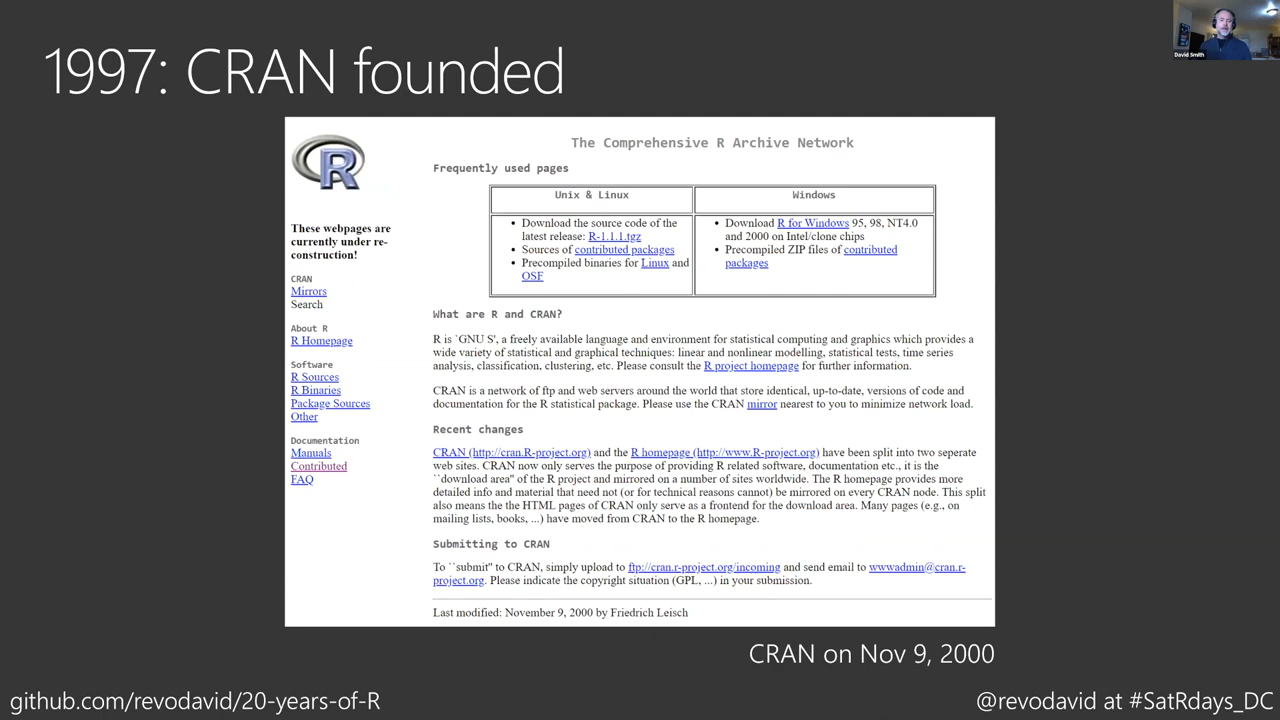 1997: CRAN founded
David Smith
R
These webpages are
currently under re-
construction!
CRAN
Mirrors
Search
About R
R Homepage
Software
R Sources
R Binaries
Package Sources
Other
Documentation
Manuals
Contributed
FAQ
The Comprehensive R Archive Network
Frequently used pages
Unix & Linux
Download the source code of the
latest release: R-1.1.1.tgz
Sources of contributed packages
Precompiled binaries for Linux and
OSF
Windows
Download R for Windows 95, 98, NT4.0
and 2000 on Intel/clone chips
Precompiled ZIP files of contributed
packages
What are R and CRAN?
R is `GNU S', a freely available language and environment for statistical computing and graphics which provides a
wide variety of statistical and graphical techniques: linear and nonlinear modelling, statistical tests, time series
analysis, classification, clustering, etc. Please consult the R project homepage for further information.
CRAN is a network of ftp and web servers around the world that store identical, up-to-date, versions of code and
documentation for the R statistical package. Please use the CRAN mirror nearest to you to minimize network load.
Recent changes
CRAN (http://cran.R-project.org) and the R homepage (http://www.R-project.org) have been split into two seperate
web sites. CRAN now only serves the purpose of providing R related software, documentation etc., it is the
``download area'' of the R project and mirrored on a number of sites worldwide. The R homepage provides more
detailed info and material that need not (or for technical reasons cannot) be mirrored on every CRAN node. This split
also means the the HTML pages of CRAN only serve as a frontend for the download area. Many pages (e.g., on
mailing lists, books, ...) have moved from CRAN to the R homepage.
Submitting to CRAN
To ``submit'' to CRAN, simply upload to ftp://cran.r-project.org/incoming and send email to wwwadmin@cran.r-
project.org. Please indicate the copyright situation (GPL, ...) in your submission.
Last modified: November 9, 2000 by Friedrich Leisch
CRAN on Nov 9, 2000
github.com/revodavid/20-years-of-R
@revodavid at #SatRdays_DC